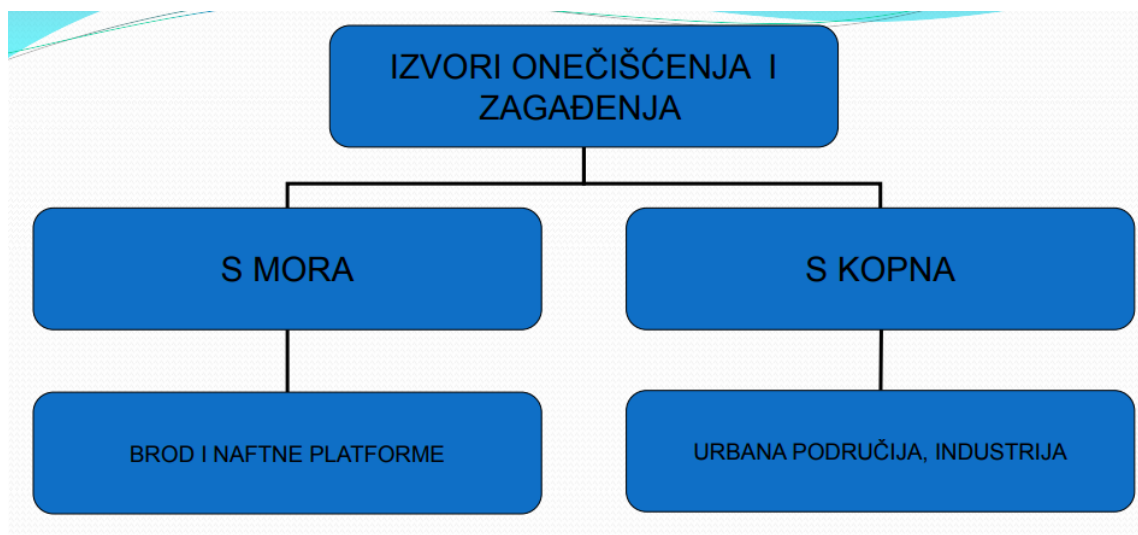 IZVORI ONEČIŠĆENJA I
ZAGAĐENJA
S MORA
S KOPNA
BROD I NAFTNE PLATFORME
URBANA PODRUČIJA, INDUSTRIJA